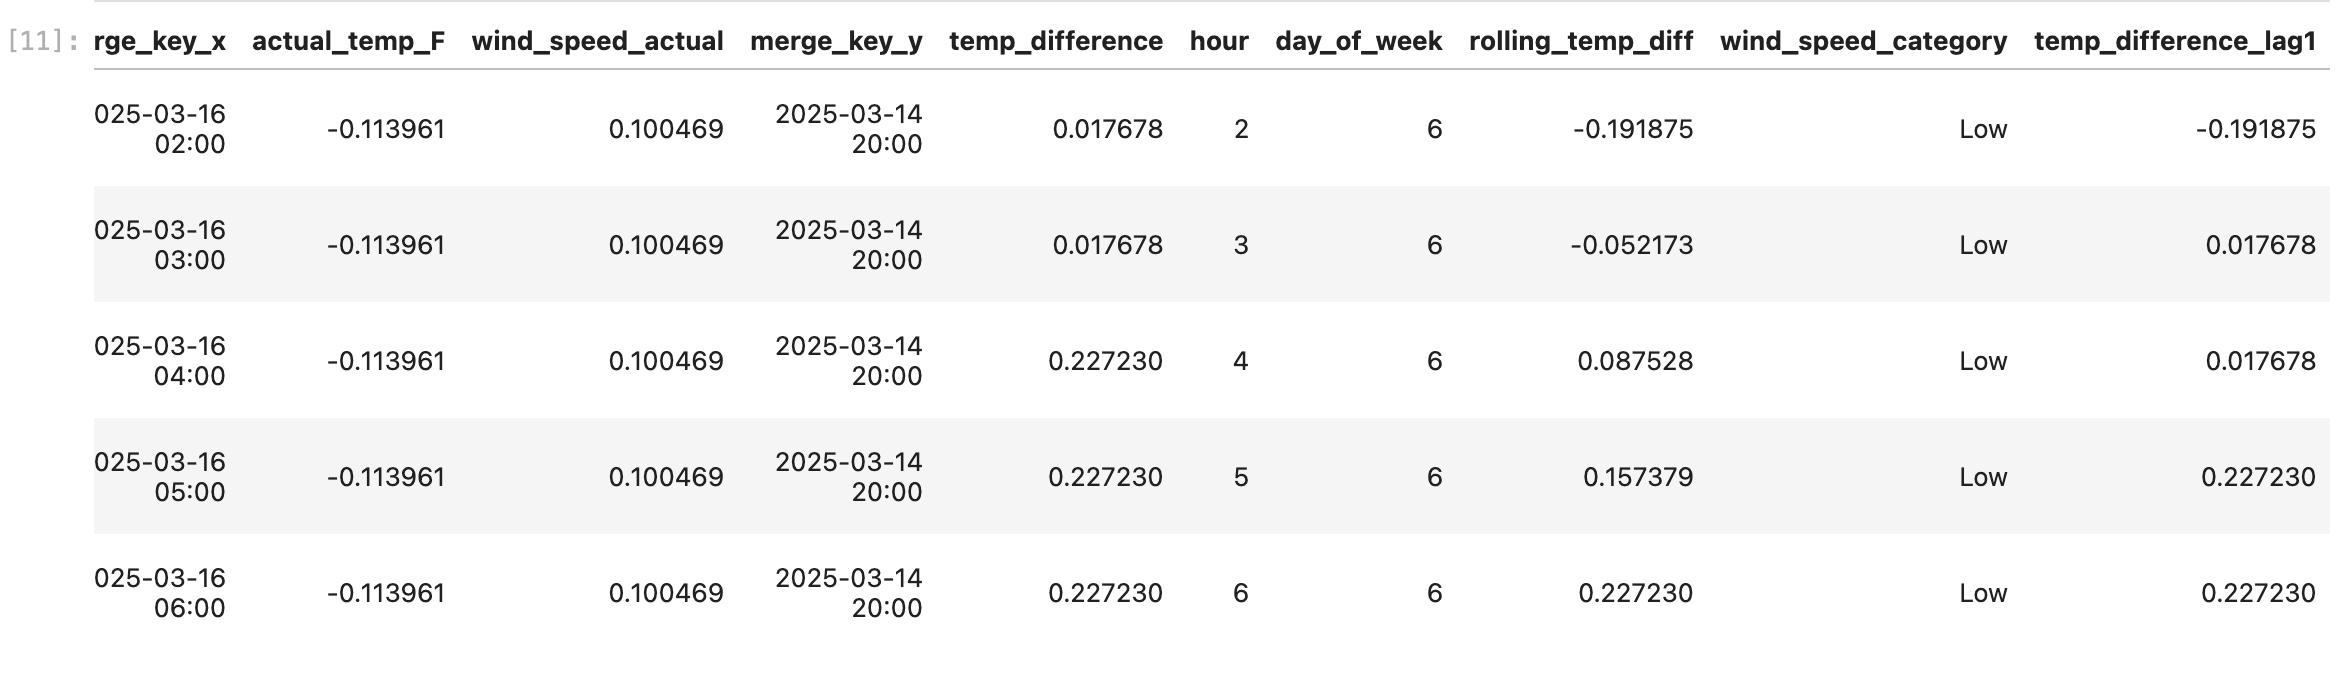 [11]: rge_key_x actual_temp_F wind_speed_actual merge_key_y temp_difference hour day_of_week rolling_temp_diff wind_speed_category temp_difference_lag1
025-03-16 02:00 -0.113961 0.100469 2025-03-14 20:00 0.017678 2 6 -0.191875 Low -0.191875
025-03-16 03:00 -0.113961 0.100469 2025-03-14 20:00 0.017678 3 6 -0.052173 Low 0.017678
025-03-16 04:00 -0.113961 0.100469 2025-03-14 20:00 0.227230 4 6 0.087528 Low 0.017678
025-03-16 05:00 -0.113961 0.100469 2025-03-14 20:00 0.227230 5 6 0.157379 Low 0.227230
025-03-16 06:00 -0.113961 0.100469 2025-03-14 20:00 0.227230 6 6 0.227230 Low 0.227230